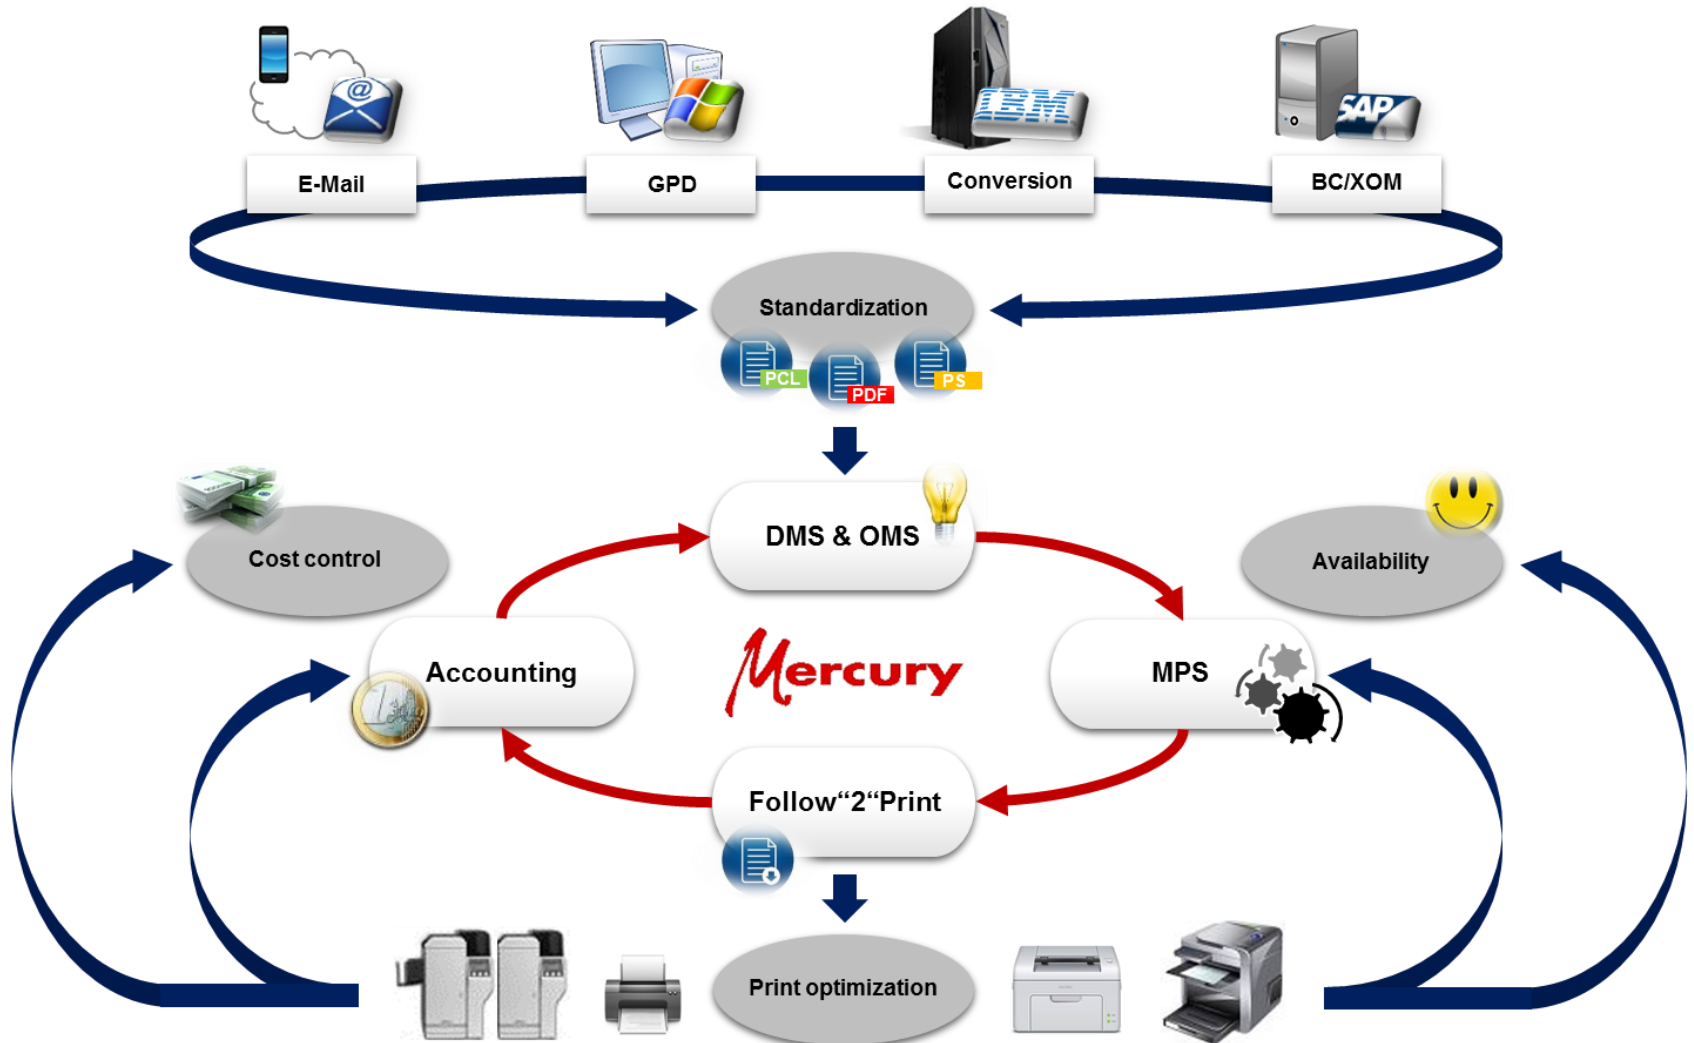 IBM
SAP
E-Mail
GPD
Conversion
BC/XOM
Standardization
PCL
PDF
PS
DMS & OMS
Cost control
Availability
Accounting
Mercury
MPS
Follow“2“Print
Print optimization